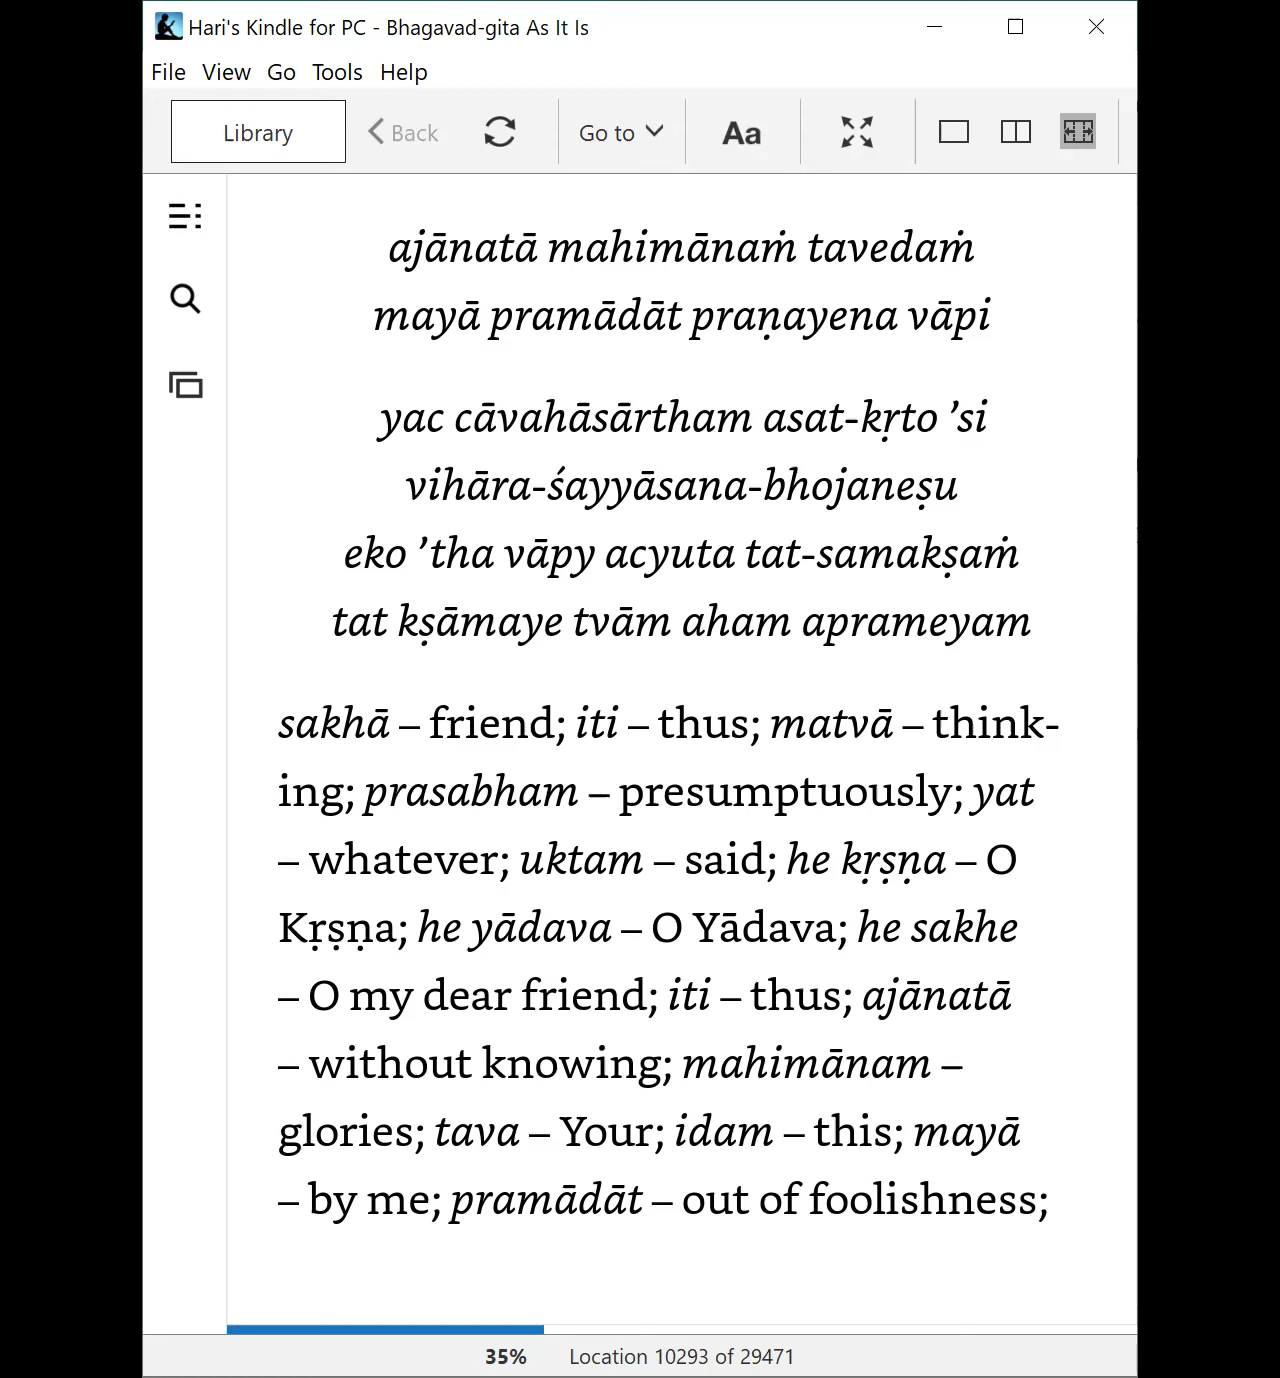 Hari's Kindle for PC - Bhagavad-gita As It Is
File View Go Tools Help
Library Back Go to Aa
ajānatā mahimānaṁ tavedaṁ
mayā pramādāt praṇayena vāpi
yac cāvahāsārtham asat-kṛto ’si
vihāra-śayyāsana-bhojaneṣu
eko ’tha vāpy acyuta tat-samakṣaṁ
tat kṣāmaye tvām aham aprameyam
sakhā – friend; iti – thus; matvā – think-
ing; prasabham – presumptuously; yat
– whatever; uktam – said; he kṛṣṇa – O
Kṛṣṇa; he yādava – O Yādava; he sakhe
– O my dear friend; iti – thus; ajānatā
– without knowing; mahimānam –
glories; tava – Your; idam – this; mayā
– by me; pramādāt – out of foolishness;
35% Location 10293 of 29471